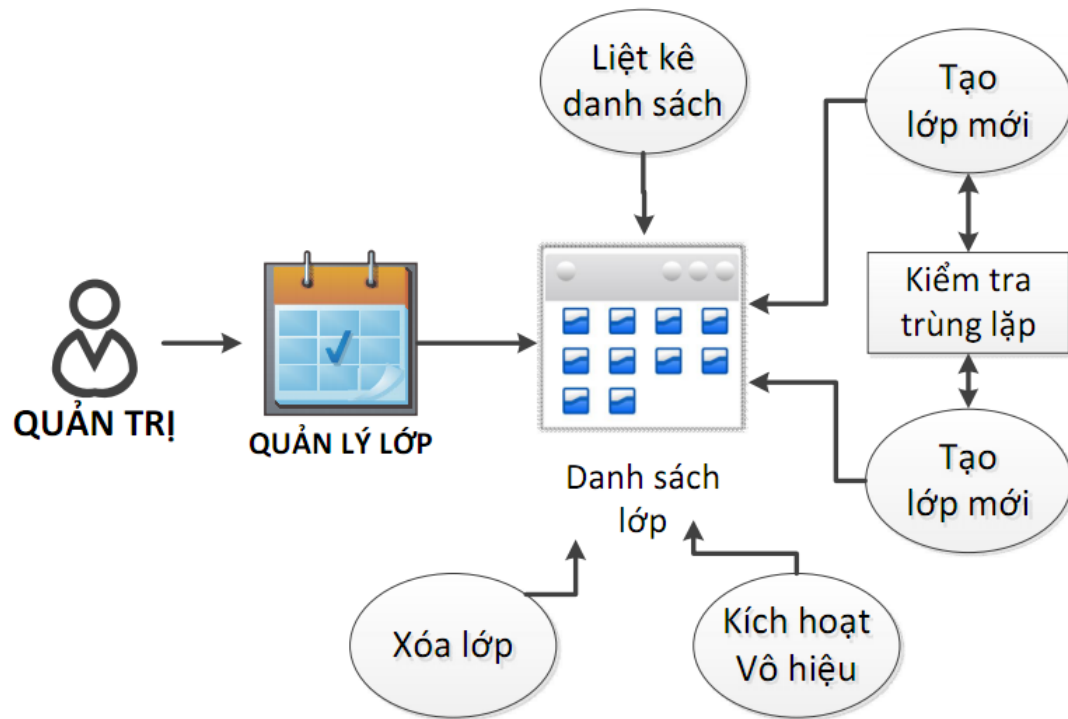 Liệt kê
danh sách
Tạo
lớp mới
Kiểm tra
trùng lặp
QUẢN TRỊ
QUẢN LÝ LỚP
Danh sách
lớp
Tạo
lớp mới
Xóa lớp
Kích hoạt
Vô hiệu